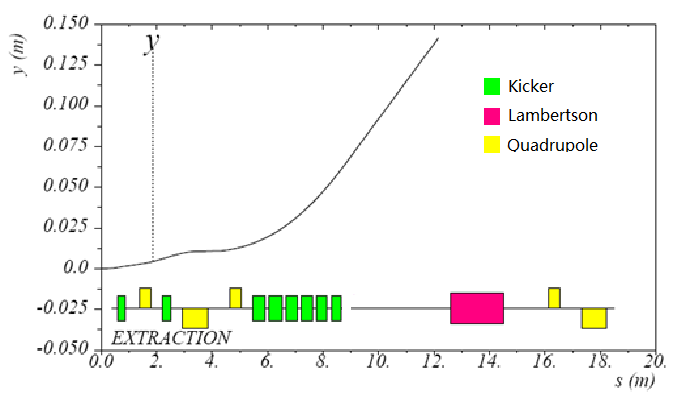 0.150
y
y (m)
0.125
0.100
0.075
0.050
0.025
0.0
-0.025
-0.050
Kicker
Lambertson
Quadrupole
EXTRACTION
0.0 2. 4. 6. 8. 10. 12. 14. 16. 18. 20.
s (m)